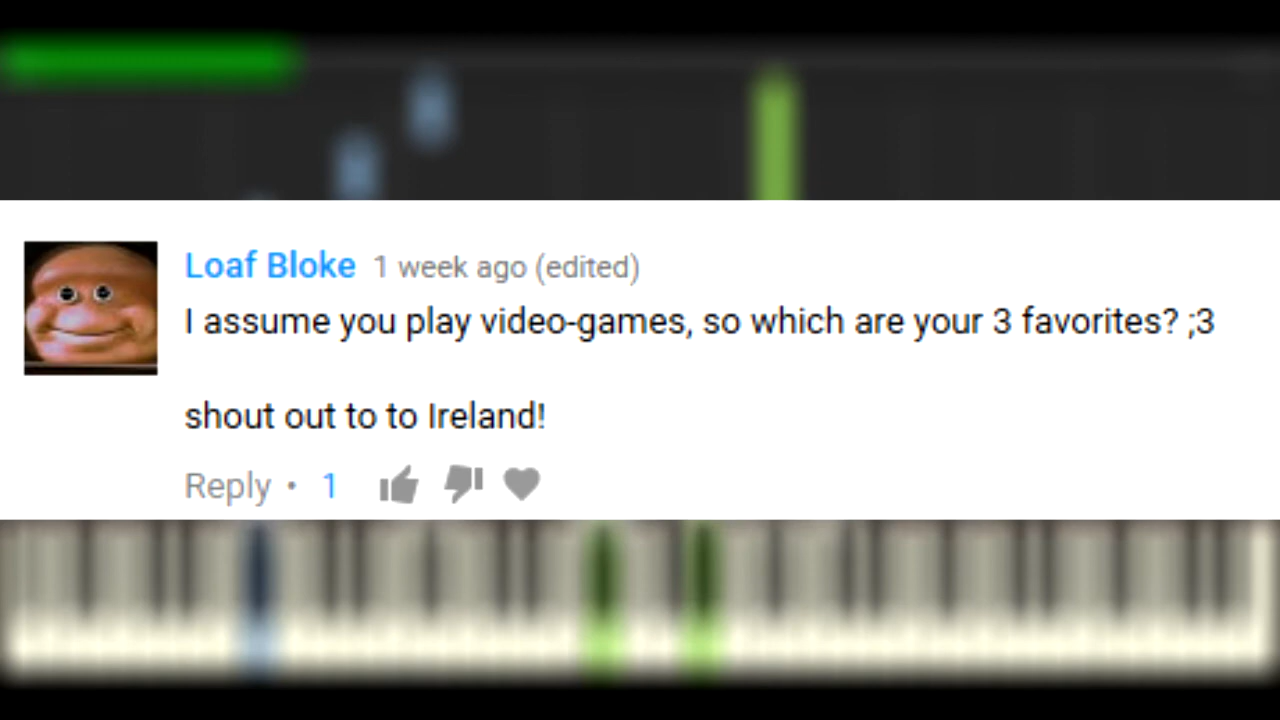 Loaf Bloke 1 week ago (edited)
I assume you play video-games, so which are your 3 favorites? ;3
shout out to to Ireland!
Reply • 1